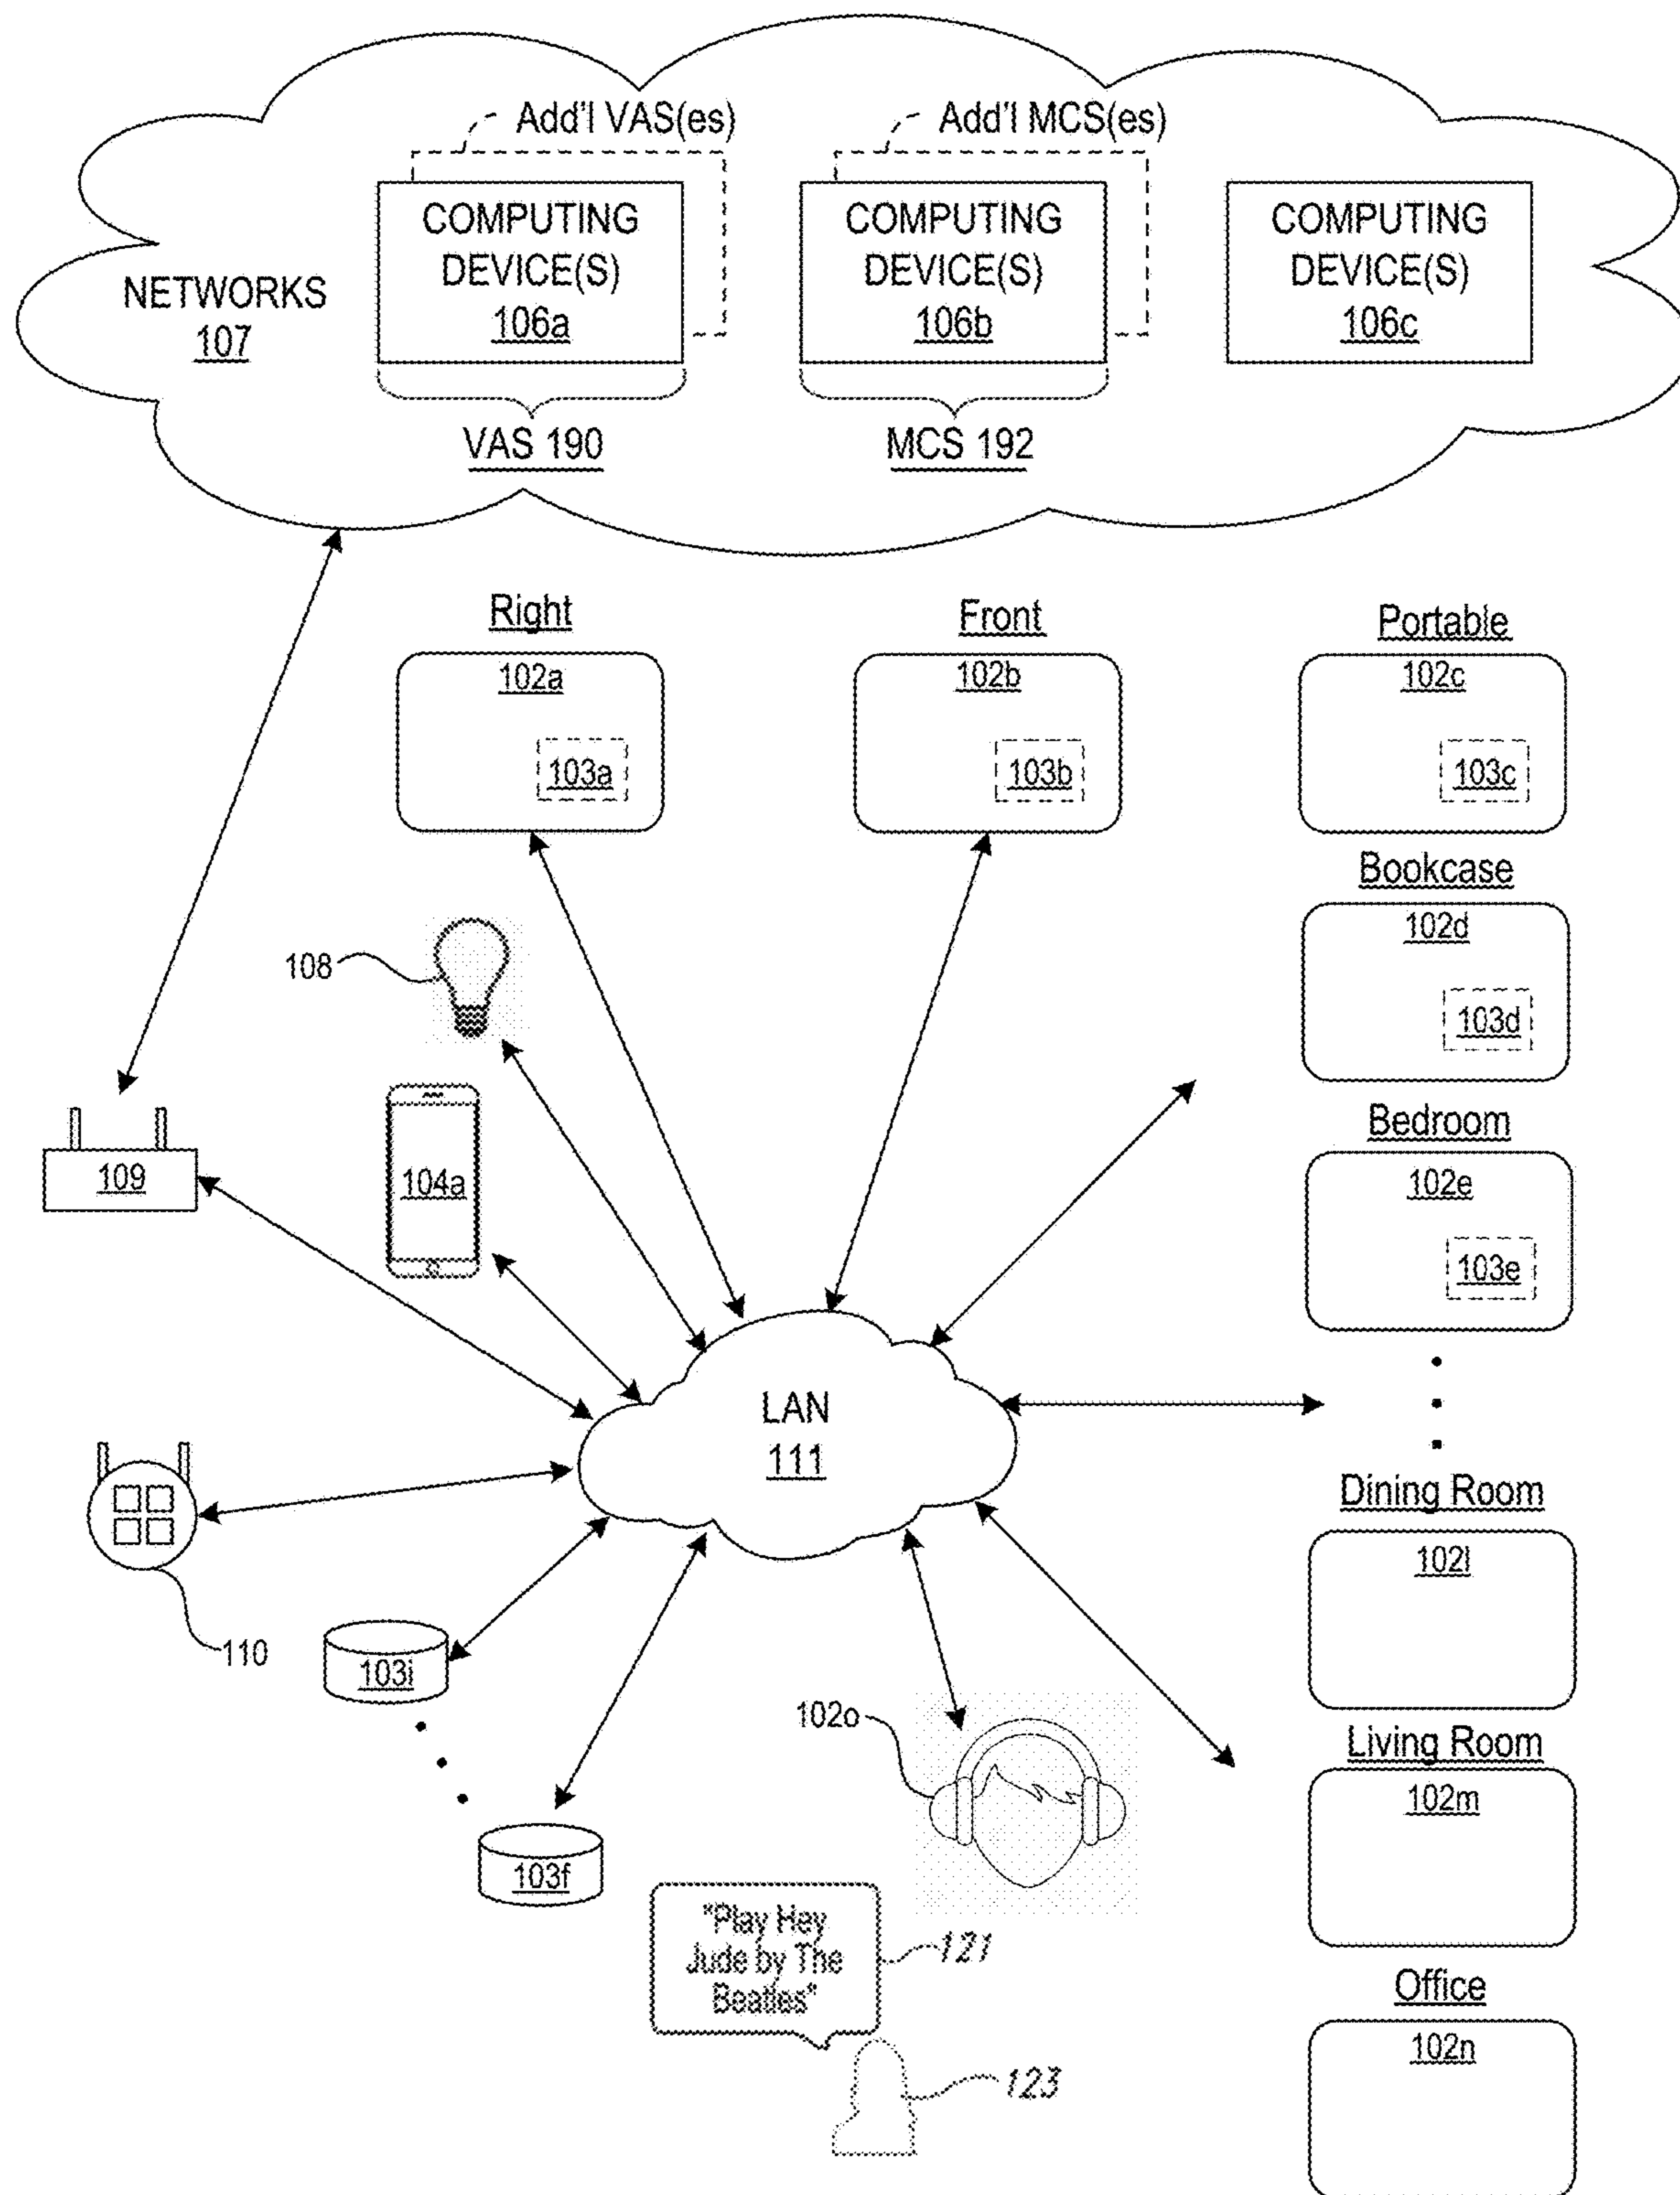 Add'l VAS(es)
Add'l MCS(es)
COMPUTING
DEVICE(S)
106a
COMPUTING
DEVICE(S)
106b
COMPUTING
DEVICE(S)
106c
NETWORKS
107
VAS 190
MCS 192
Right
102a
103a
Front
102b
103b
Portable
102c
103c
Bookcase
102d
103d
108
Bedroom
102e
103e
104a
109
LAN
111
110
Dining Room
102l
103i
Living Room
102m
102o
103f
"Play Hey
Jude by The
Beatles"
121
Office
102n
123